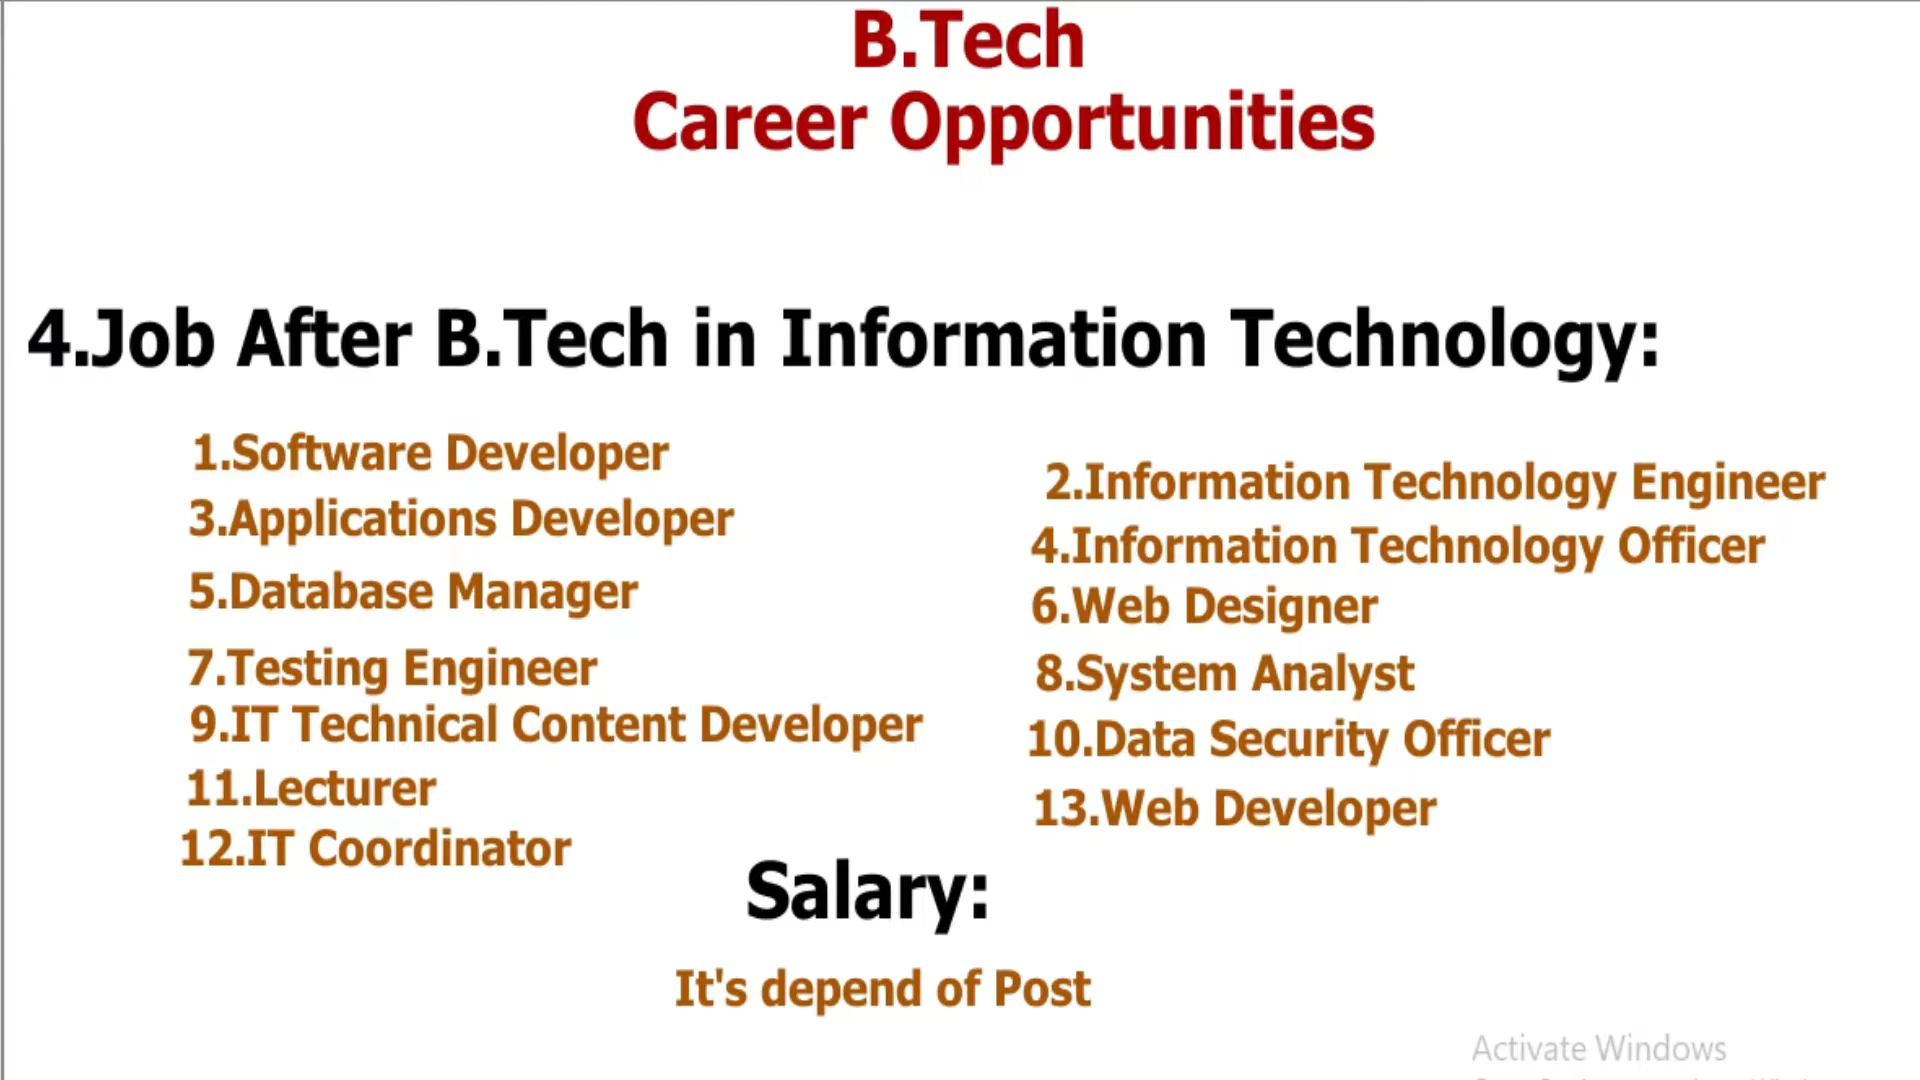 B.Tech
Career Opportunities
4.Job After B.Tech in Information Technology:
1.Software Developer
2.Information Technology Engineer
3.Applications Developer
4.Information Technology Officer
5.Database Manager
6.Web Designer
7.Testing Engineer
8.System Analyst
9.IT Technical Content Developer
10.Data Security Officer
11.Lecturer
13.Web Developer
12.IT Coordinator
Salary:
It's depend of Post
Activate Windows